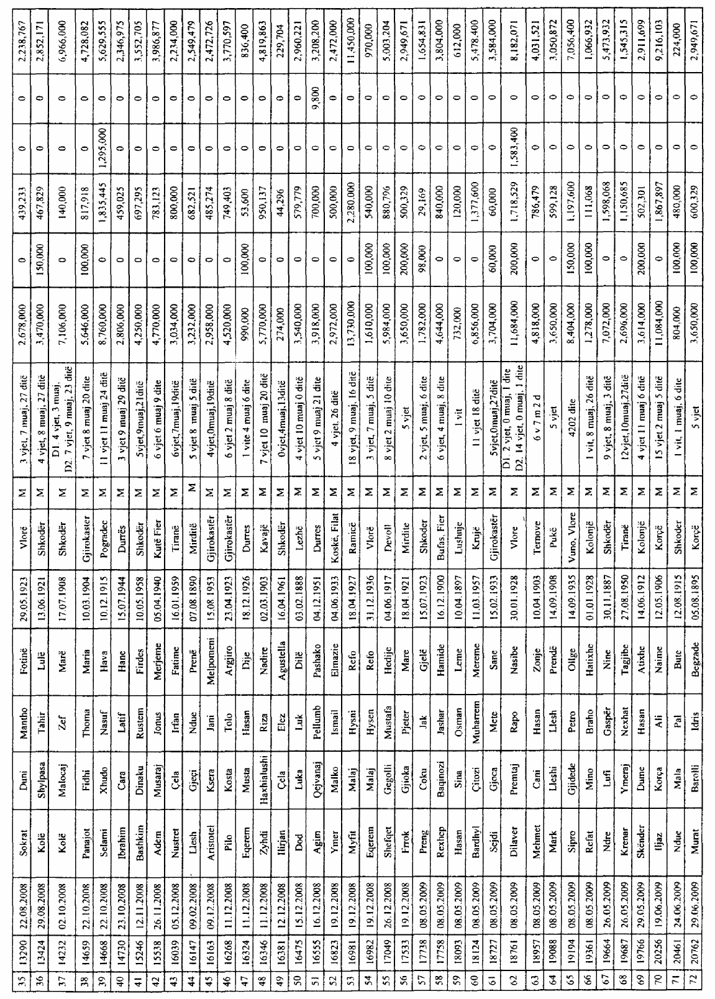 35 13290 22.08.2008 Sokrat Duni Mantho Fotinë 29.05.1923 Vlorë M 3 vjet, 7 muaj, 27 ditë 2,678,000 0 439,233 0 0 2,238,767
36 13424 29.08.2008 Kolë Shylpasa Tahir Lulë 13.06.1921 Shkodër M 4 vjet, 8 muaj, 27 ditë 3,470,000 150,000 467,829 0 0 2,852,171
37 14232 02.10.2008 Kolë Malocaj Zef Marë 17.07.1908 Shkodër M D1. 4 vjet, 3 muaj, 7,106,000 0 140,000 0 0 6,966,000
D2. 7 vjet, 9 muaj, 23 ditë
38 14659 22.10.2008 Panajot Fidhi Thoma Maria 10.03.1904 Gjirokaster M 7 vjet 8 muaj 20 dite 5,646,000 100,000 817,918 0 0 4,728,082
39 14668 22.10.2008 Selami Xhudo Nasuf Hava 10.12.1915 Pogradec M 11 vjet 11 muaj 24 ditë 8,760,000 0 1,835,445 1,295,000 0 5,629,555
40 14730 23.10.2008 Ibrahim Cara Latif Hane 15.07.1944 Durrës M 3 vjet 9 muaj 29 ditë 2,806,000 0 459,025 0 0 2,346,975
41 15246 12.11.2008 Bashkim Dinaku Rustem Firdes 10.05.1958 Shkodër M 5vjet,9muaj,21ditë 4,250,000 0 697,295 0 0 3,552,705
42 15538 26.11.2008 Adem Musaraj Jonus Merjeme 05.04.1940 Kutë Fier M 6 vjet 6 muaj 9 dite 4,770,000 0 783,123 0 0 3,986,877
43 16039 05.12.2008 Nustret Çela Irfan Fatime 16.01.1959 Tiranë M 6vjet,7muaj,19ditë 3,034,000 0 800,000 0 0 2,234,000
44 16147 09.02.2008 Llesh Gjeçi Ndue Prenë 07.08.1890 Mirditë M 5 vjet 8 muaj 5 ditë 3,232,000 0 682,521 0 0 2,549,479
45 16163 09.12.2008 Aristotel Ksera Jani Melpomeni 15.08.1953 Gjirokastër M 4vjet,0muaj,19ditë 2,958,000 0 485,274 0 0 2,472,726
46 16268 11.12.2008 Pilo Kosta Tolo Argjiro 23.04.1923 Gjirokastër M 6 vjet 2 muaj 8 ditë 4,520,000 0 749,403 0 0 3,770,597
47 16324 11.12.2008 Eqerem Musta Hasan Dije 18.12.1926 Durres M 1 vite 4 muaj 6 dite 990,000 100,000 53,600 0 0 836,400
48 16346 11.12.2008 Zyhdi Haxhialushi Riza Nadire 02.03.1903 Kavajë M 7 vjet 10 muaj 20 ditë 5,770,000 0 950,137 0 0 4,819,863
49 16381 12.12.2008 Ilirjan Çela Elez Agustella 16.04.1961 Shkodër M 0vjet,4muaj,13ditë 274,000 0 44,296 0 0 229,704
50 16475 15.12.2008 Dod Luka Luk Dilë 03.02.1888 Lezhë M 4 vjet 10 muaj 0 ditë 3,540,000 0 579,779 0 0 2,960,221
51 16555 16.12.2008 Agim Qejvanaj Pellumb Pashako 04.12.1951 Durres M 5 vjet 9 muaj 21 dite 3,918,000 0 700,000 0 9,800 3,208,200
52 16823 19.12.2008 Ymer Malko Ismail Elmazie 04.06.1933 Koskë, Filat M 4 vjet, 26 ditë 2,972,000 0 500,000 0 0 2,472,000
53 16981 19.12.2008 Myfit Malaj Hysni Refo 18.04.1927 Ramicë M 18 vjet, 9 muaj, 16 ditë 13,730,000 0 2,280,000 0 0 11,450,000
54 16982 19.12.2008 Eqerem Malaj Hysen Refo 31.12.1936 Vlorë M 3 vjet, 7 muaj, 5 ditë 1,610,000 100,000 540,000 0 0 970,000
55 17049 26.12.2008 Shefqet Gegolli Mustafa Hedije 04.06.1917 Devoll M 8 vjet 2 muaj 10 dite 5,984,000 100,000 880,796 0 0 5,003,204
56 17533 19.12.2008 Frrok Gjioka Pjeter Mare 18.04.1921 Mirdite M 5 vjet 3,650,000 200,000 500,329 0 0 2,949,671
57 17738 08.05.2009 Preng Coku Jak Gjelë 15.07.1923 Shkoder M 2 vjet, 5 muaj, 6 dite 1,782,000 98,000 29,169 0 0 1,654,831
58 17758 08.05.2009 Rexhep Baqinozi Jashar Hamide 16.12.1900 Bufas, Fier M 6 vjet, 4 muaj, 8 dite 4,644,000 0 840,000 0 0 3,804,000
59 18093 08.05.2009 Hasan Sina Osman Leme 10.04.1897 Lushnje M 1 vit 732,000 0 120,000 0 0 612,000
60 18124 08.05.2009 Bardhyl Çitozi Muharrem Mereme 11.03.1957 Krujë M 11 vjet 18 ditë 6,856,000 0 1,377,600 0 0 5,478,400
61 18727 08.05.2009 Sejdi Gjoca Mete Sane 15.02.1933 Gjirokastër M 5vjet,0muaj,27ditë 3,704,000 60,000 60,000 0 0 3,584,000
62 18761 08.05.2009 Dilaver Premtaj Rapo Nasibe 30.01.1928 Vlore M D1. 2 vjet, 0 muaj, 1 dite 11,684,000 200,000 1,718,529 1,583,400 0 8,182,071
D2. 14 vjet, 0 muaj, 1 dite
63 18957 08.05.2009 Mehmet Cani Hasan Zonje 10.04.1903 Ternove M 6 v 7 m 2 d 4,818,000 0 786,479 0 0 4,031,521
64 19088 08.05.2009 Mark Lleshi Llesh Prendë 14.09.1908 Pukë M 5 vjet 3,650,000 0 599,128 0 0 3,050,872
65 19194 08.05.2009 Sipro Gjidede Petro Ollge 14.09.1935 Vuno, Vlore M 4202 dite 8,404,000 150,000 1,197,600 0 0 7,056,400
66 19361 08.05.2009 Refat Mino Braho Hatixhe 01.01.1928 Kolonjë M 1 vit, 8 muaj, 26 ditë 1,278,000 100,000 111,068 0 0 1,066,932
67 19664 26.05.2009 Ndre Lufi Gaspër Nine 30.11.1887 Shkodër M 9 vjet, 8 muaj, 3 ditë 7,072,000 0 1,598,068 0 0 5,473,932
68 19687 26.05.2009 Krenar Ymeraj Nexhat Tagjibe 27.08.1950 Tiranë M 12vjet,10muaj,27ditë 2,696,000 0 1,150,685 0 0 1,545,315
69 19766 29.05.2009 Skënder Dume Hasan Atixhe 14.06.1912 Kolonjë M 4 vjet 11 muaj 6 ditë 3,614,000 200,000 502,301 0 0 2,911,699
70 20256 19.06.2009 Iljaz Korça Ali Naime 12.05.1906 Korçë M 15 vjet 2 muaj 5 ditë 11,084,000 0 1,867,897 0 0 9,216,103
71 20461 24.06.2009 Ndue Mala Pal Bute 12.08.1915 Shkoder M 1 vit, 1 muaj, 6 dite 804,000 100,000 480,000 0 0 224,000
72 20762 29.06.2009 Murat Barolli Idris Begzade 05.08.1895 Korçë M 5 vjet 3,650,000 100,000 600,329 0 0 2,949,671